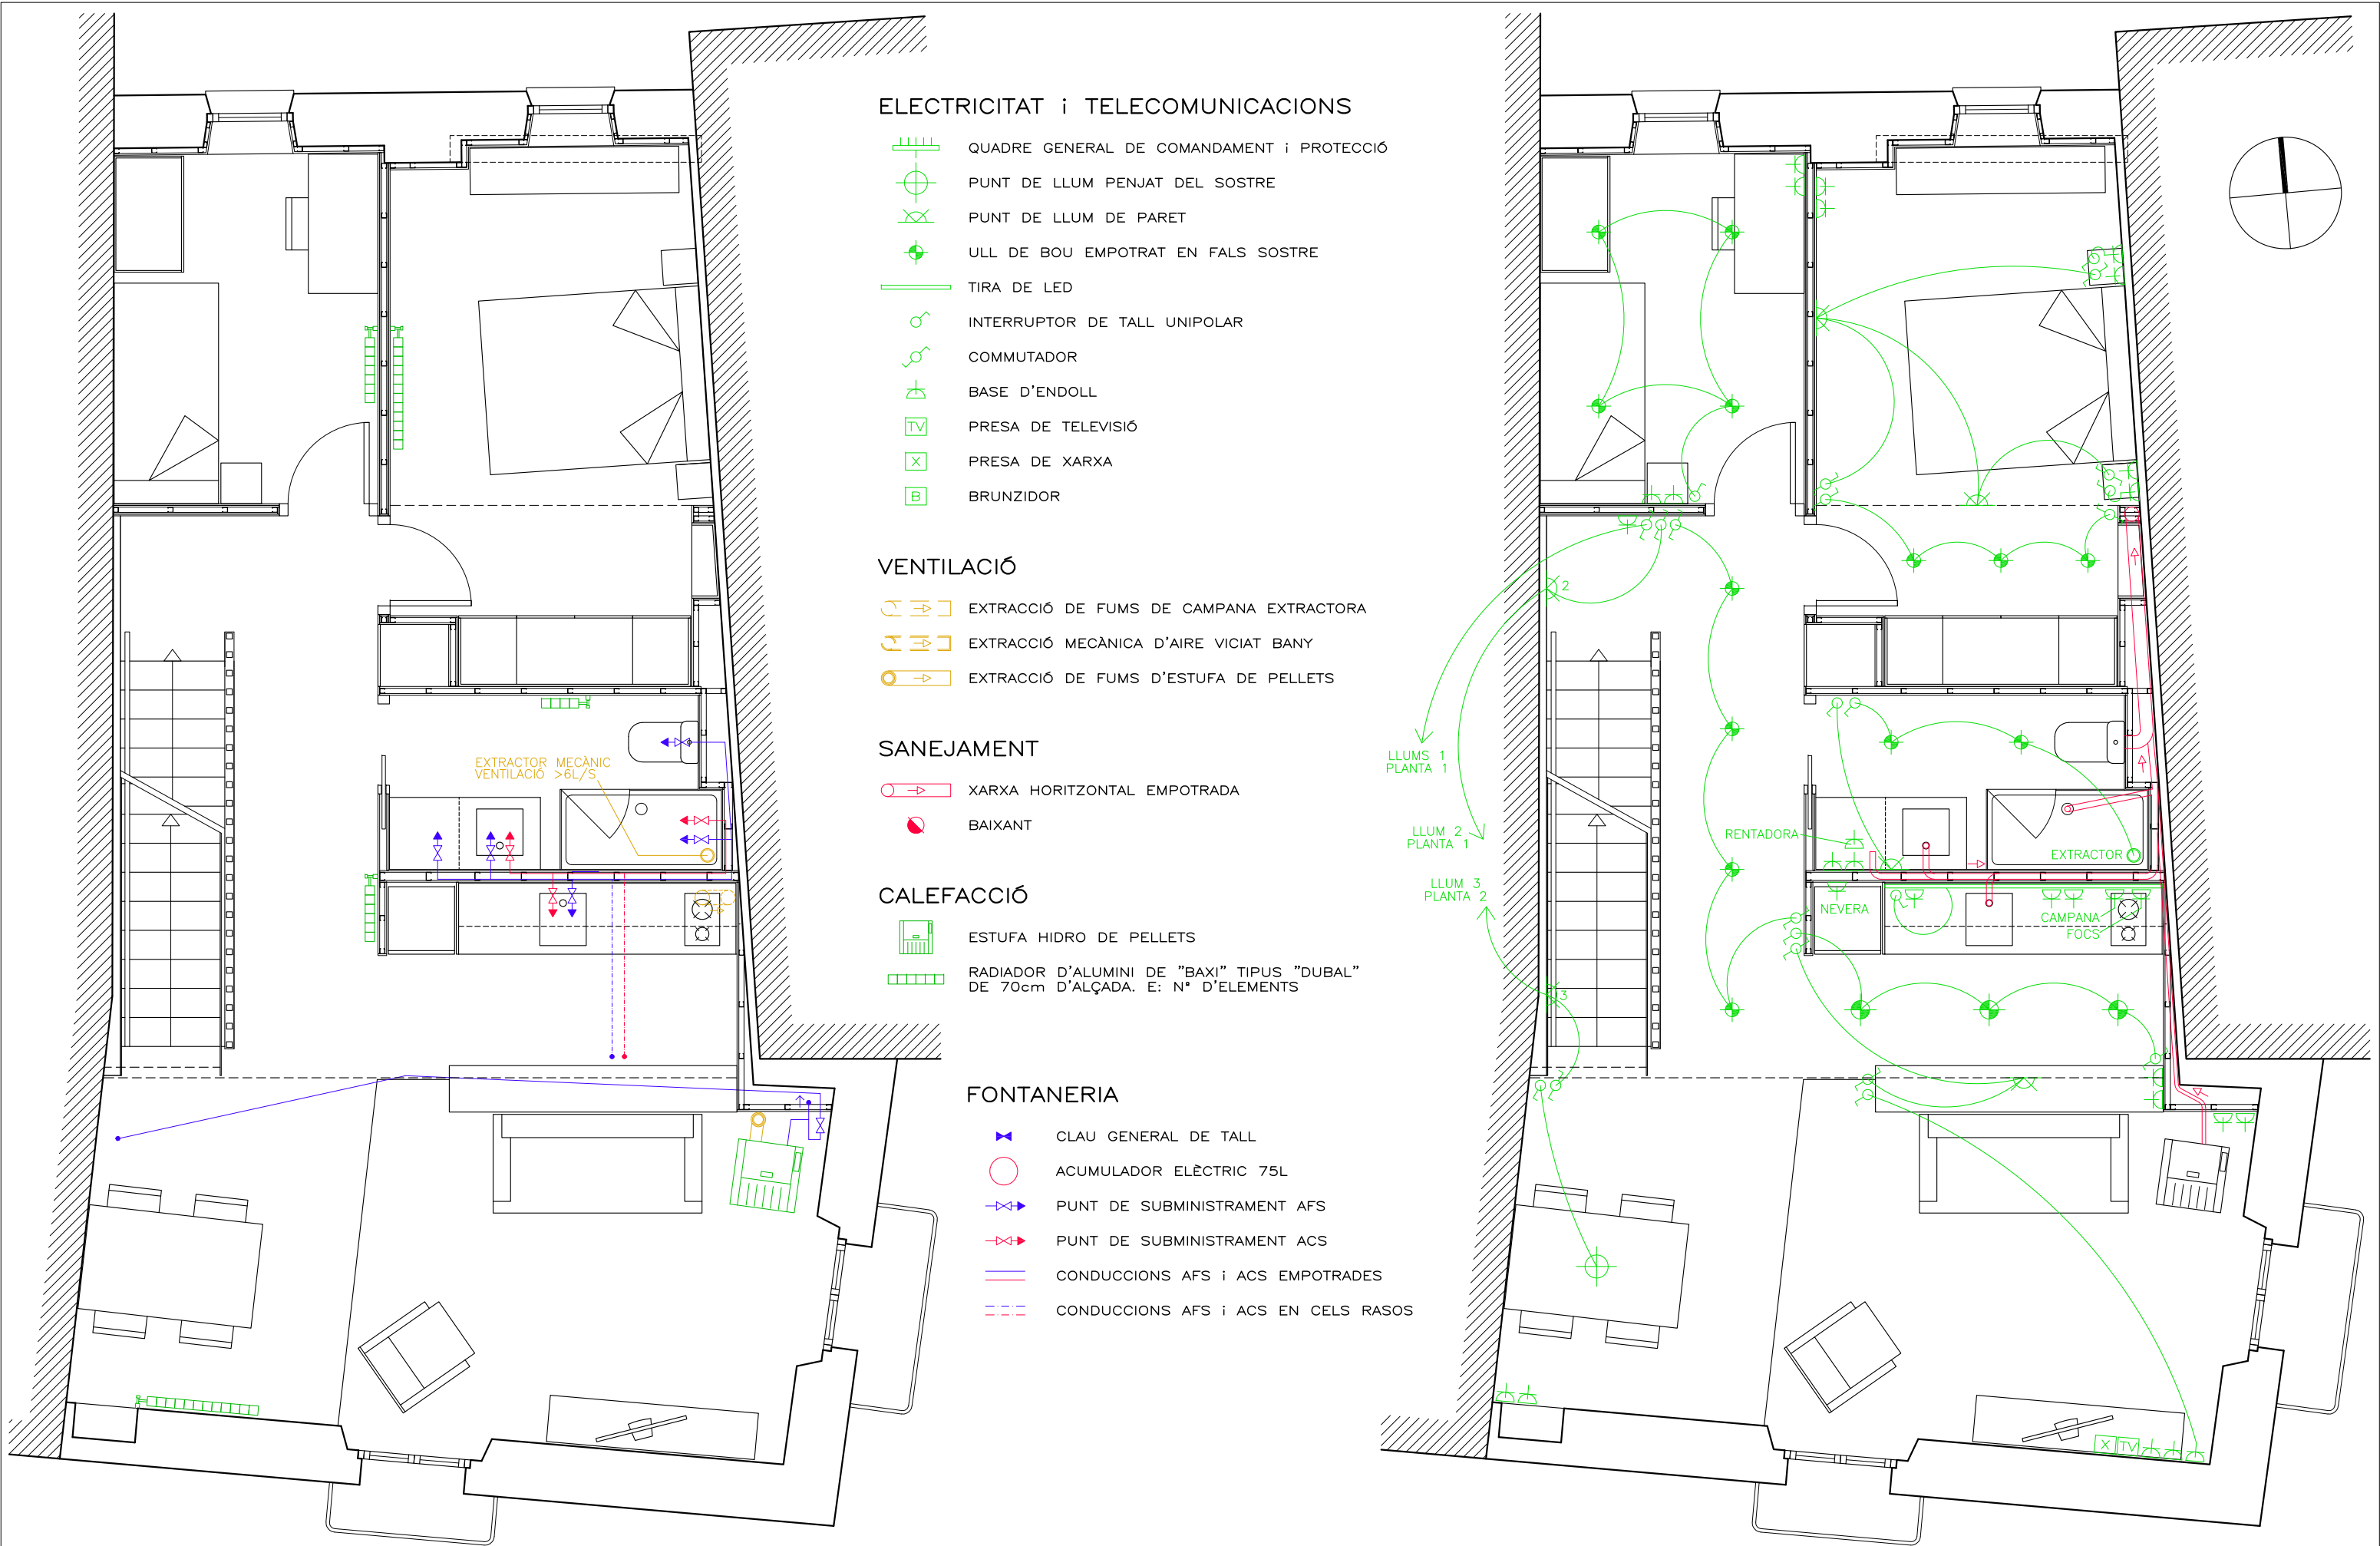 EXTRACTOR MECÀNIC
VENTILACIÓ >6L/S
ELECTRICITAT i TELECOMUNICACIONS
QUADRE GENERAL DE COMANDAMENT i PROTECCIÓ
PUNT DE LLUM PENJAT DEL SOSTRE
PUNT DE LLUM DE PARET
ULL DE BOU EMPOTRAT EN FALS SOSTRE
TIRA DE LED
INTERRUPTOR DE TALL UNIPOLAR
COMMUTADOR
BASE D'ENDOLL
TV PRESA DE TELEVISIÓ
X PRESA DE XARXA
B BRUNZIDOR
VENTILACIÓ
EXTRACCIÓ DE FUMS DE CAMPANA EXTRACTORA
EXTRACCIÓ MECÀNICA D'AIRE VICIAT BANY
EXTRACCIÓ DE FUMS D'ESTUFA DE PELLETS
SANEJAMENT
XARXA HORITZONTAL EMPOTRADA
BAIXANT
CALEFACCIÓ
ESTUFA HIDRO DE PELLETS
RADIADOR D'ALUMINI DE "BAXI" TIPUS "DUBAL"
DE 70cm D'ALÇADA. E: Nº D'ELEMENTS
FONTANERIA
CLAU GENERAL DE TALL
ACUMULADOR ELÈCTRIC 75L
PUNT DE SUBMINISTRAMENT AFS
PUNT DE SUBMINISTRAMENT ACS
CONDUCCIONS AFS i ACS EMPOTRADES
CONDUCCIONS AFS i ACS EN CELS RASOS
2
LLUMS 1
PLANTA 1
LLUM 2
PLANTA 1
LLUM 3
PLANTA 2
3
RENTADORA
EXTRACTOR
NEVERA
CAMPANA
FOCS
X TV